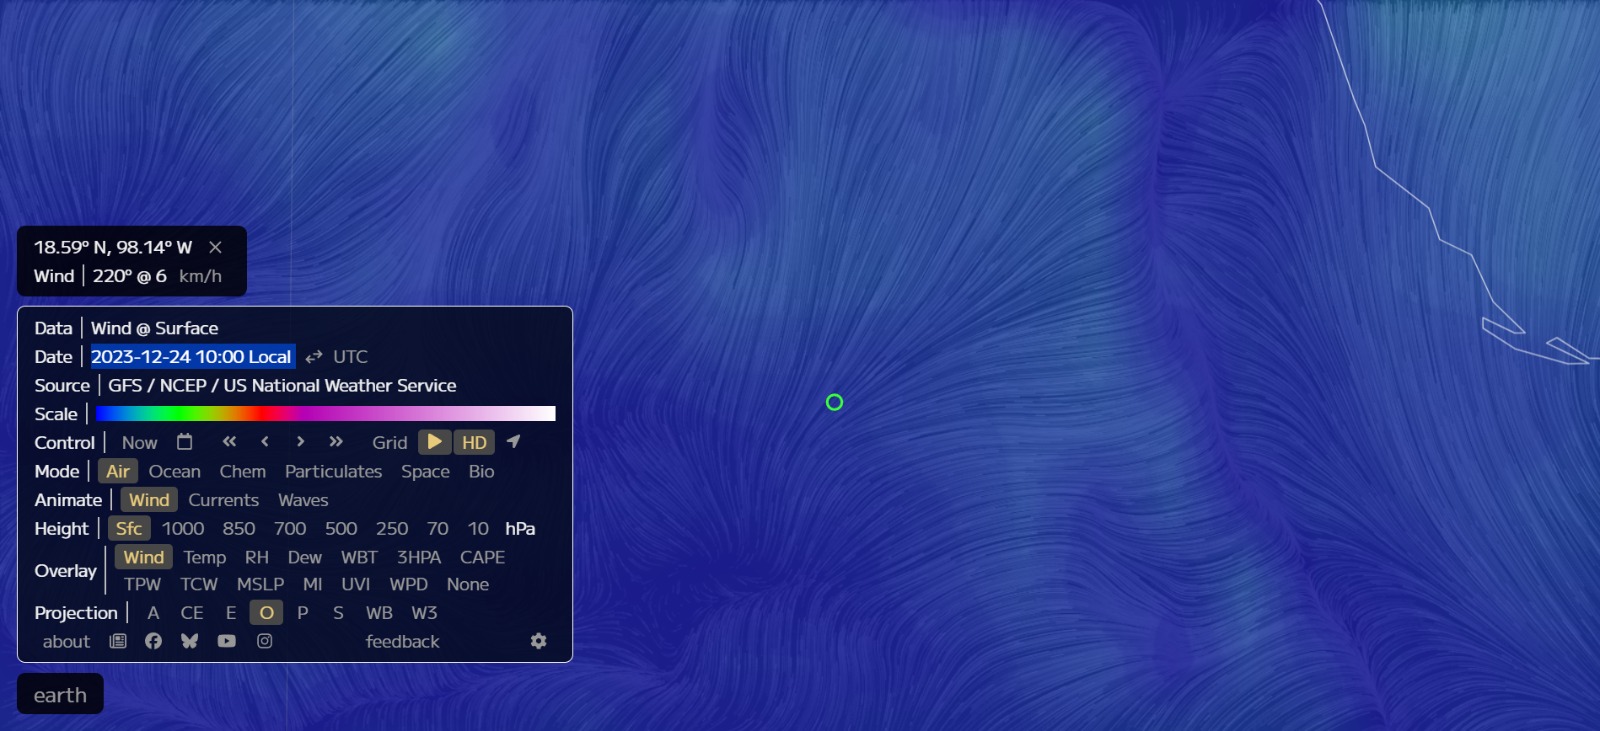 18.59° N, 98.14° W ×
Wind | 220° @ 6 km/h
Data | Wind @ Surface
Date | 2023-12-24 10:00 Local UTC
Source | GFS / NCEP / US National Weather Service
Scale |
Control | Now Grid HD
Mode | Air Ocean Chem Particulates Space Bio
Animate | Wind Currents Waves
Height | Sfc 1000 850 700 500 250 70 10 hPa
Overlay | Wind Temp RH Dew WBT 3HPA CAPE
TPW TCW MSLP MI UVI WPD None
Projection | A CE E O P S WB W3
about feedback
earth